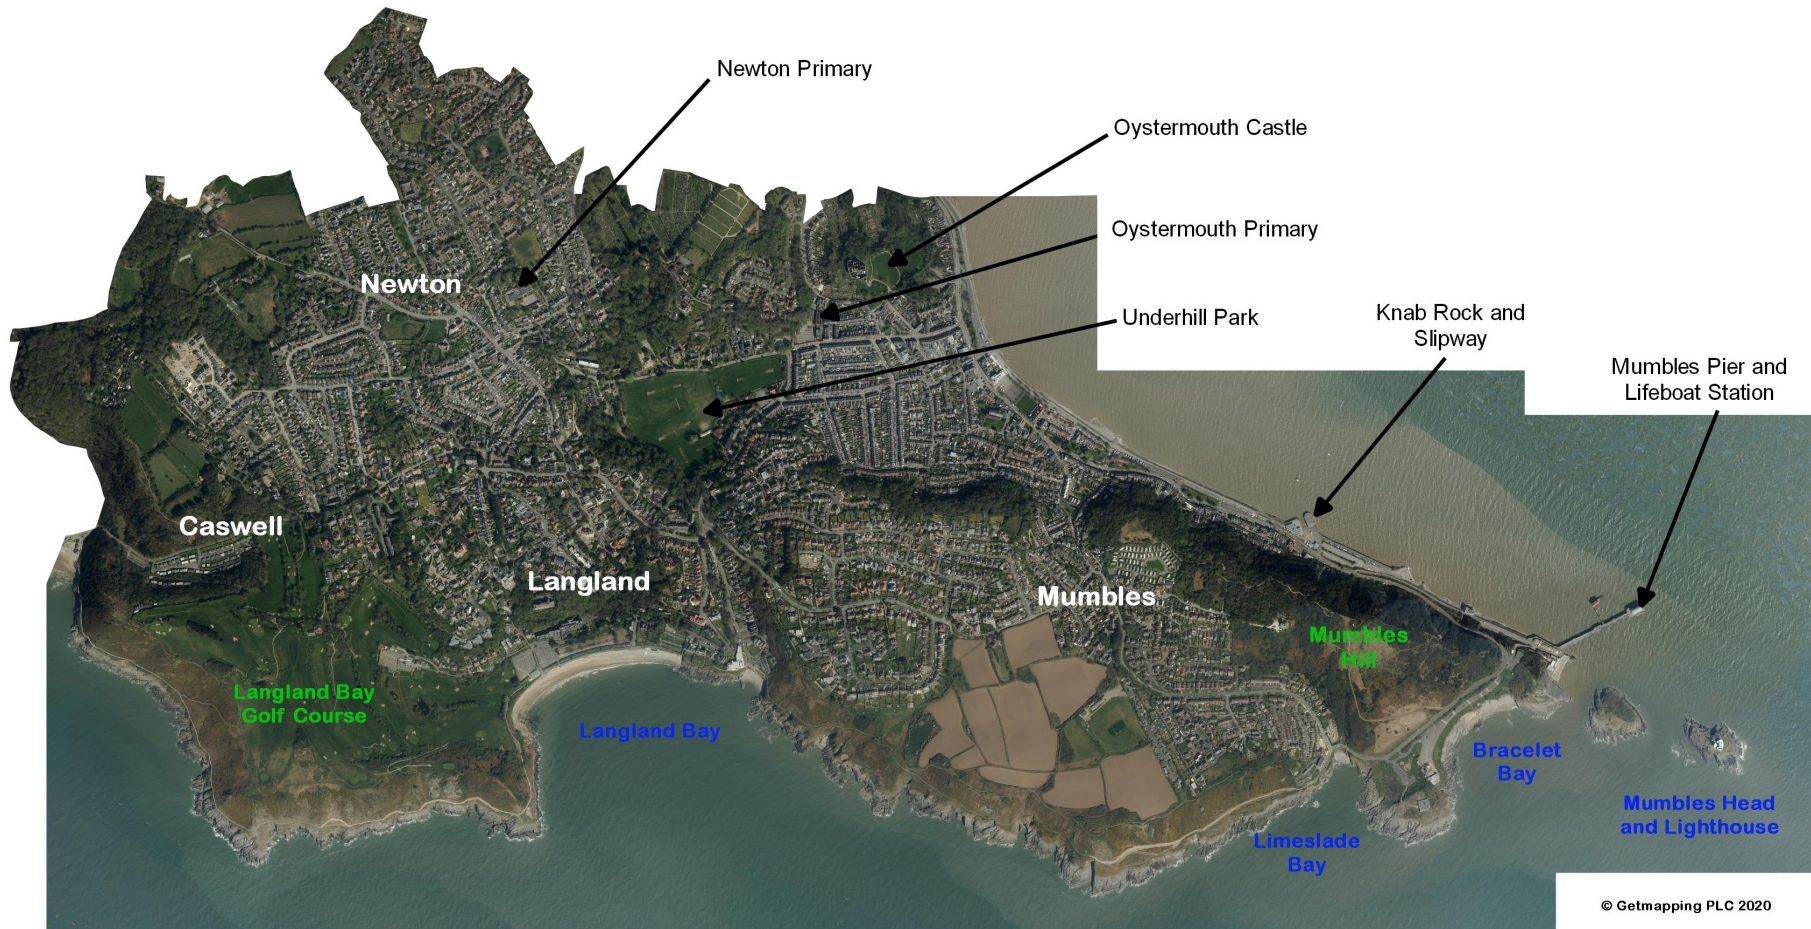 Newton Primary
Oystermouth Castle
Oystermouth Primary
Underhill Park
Knab Rock and
Slipway
Mumbles Pier and
Lifeboat Station
Newton
Caswell
Langland
Mumbles
Mumbles
Hill
Langland Bay
Golf Course
Langland Bay
Bracelet
Bay
Mumbles Head
and Lighthouse
Limeslade
Bay
© Getmapping PLC 2020